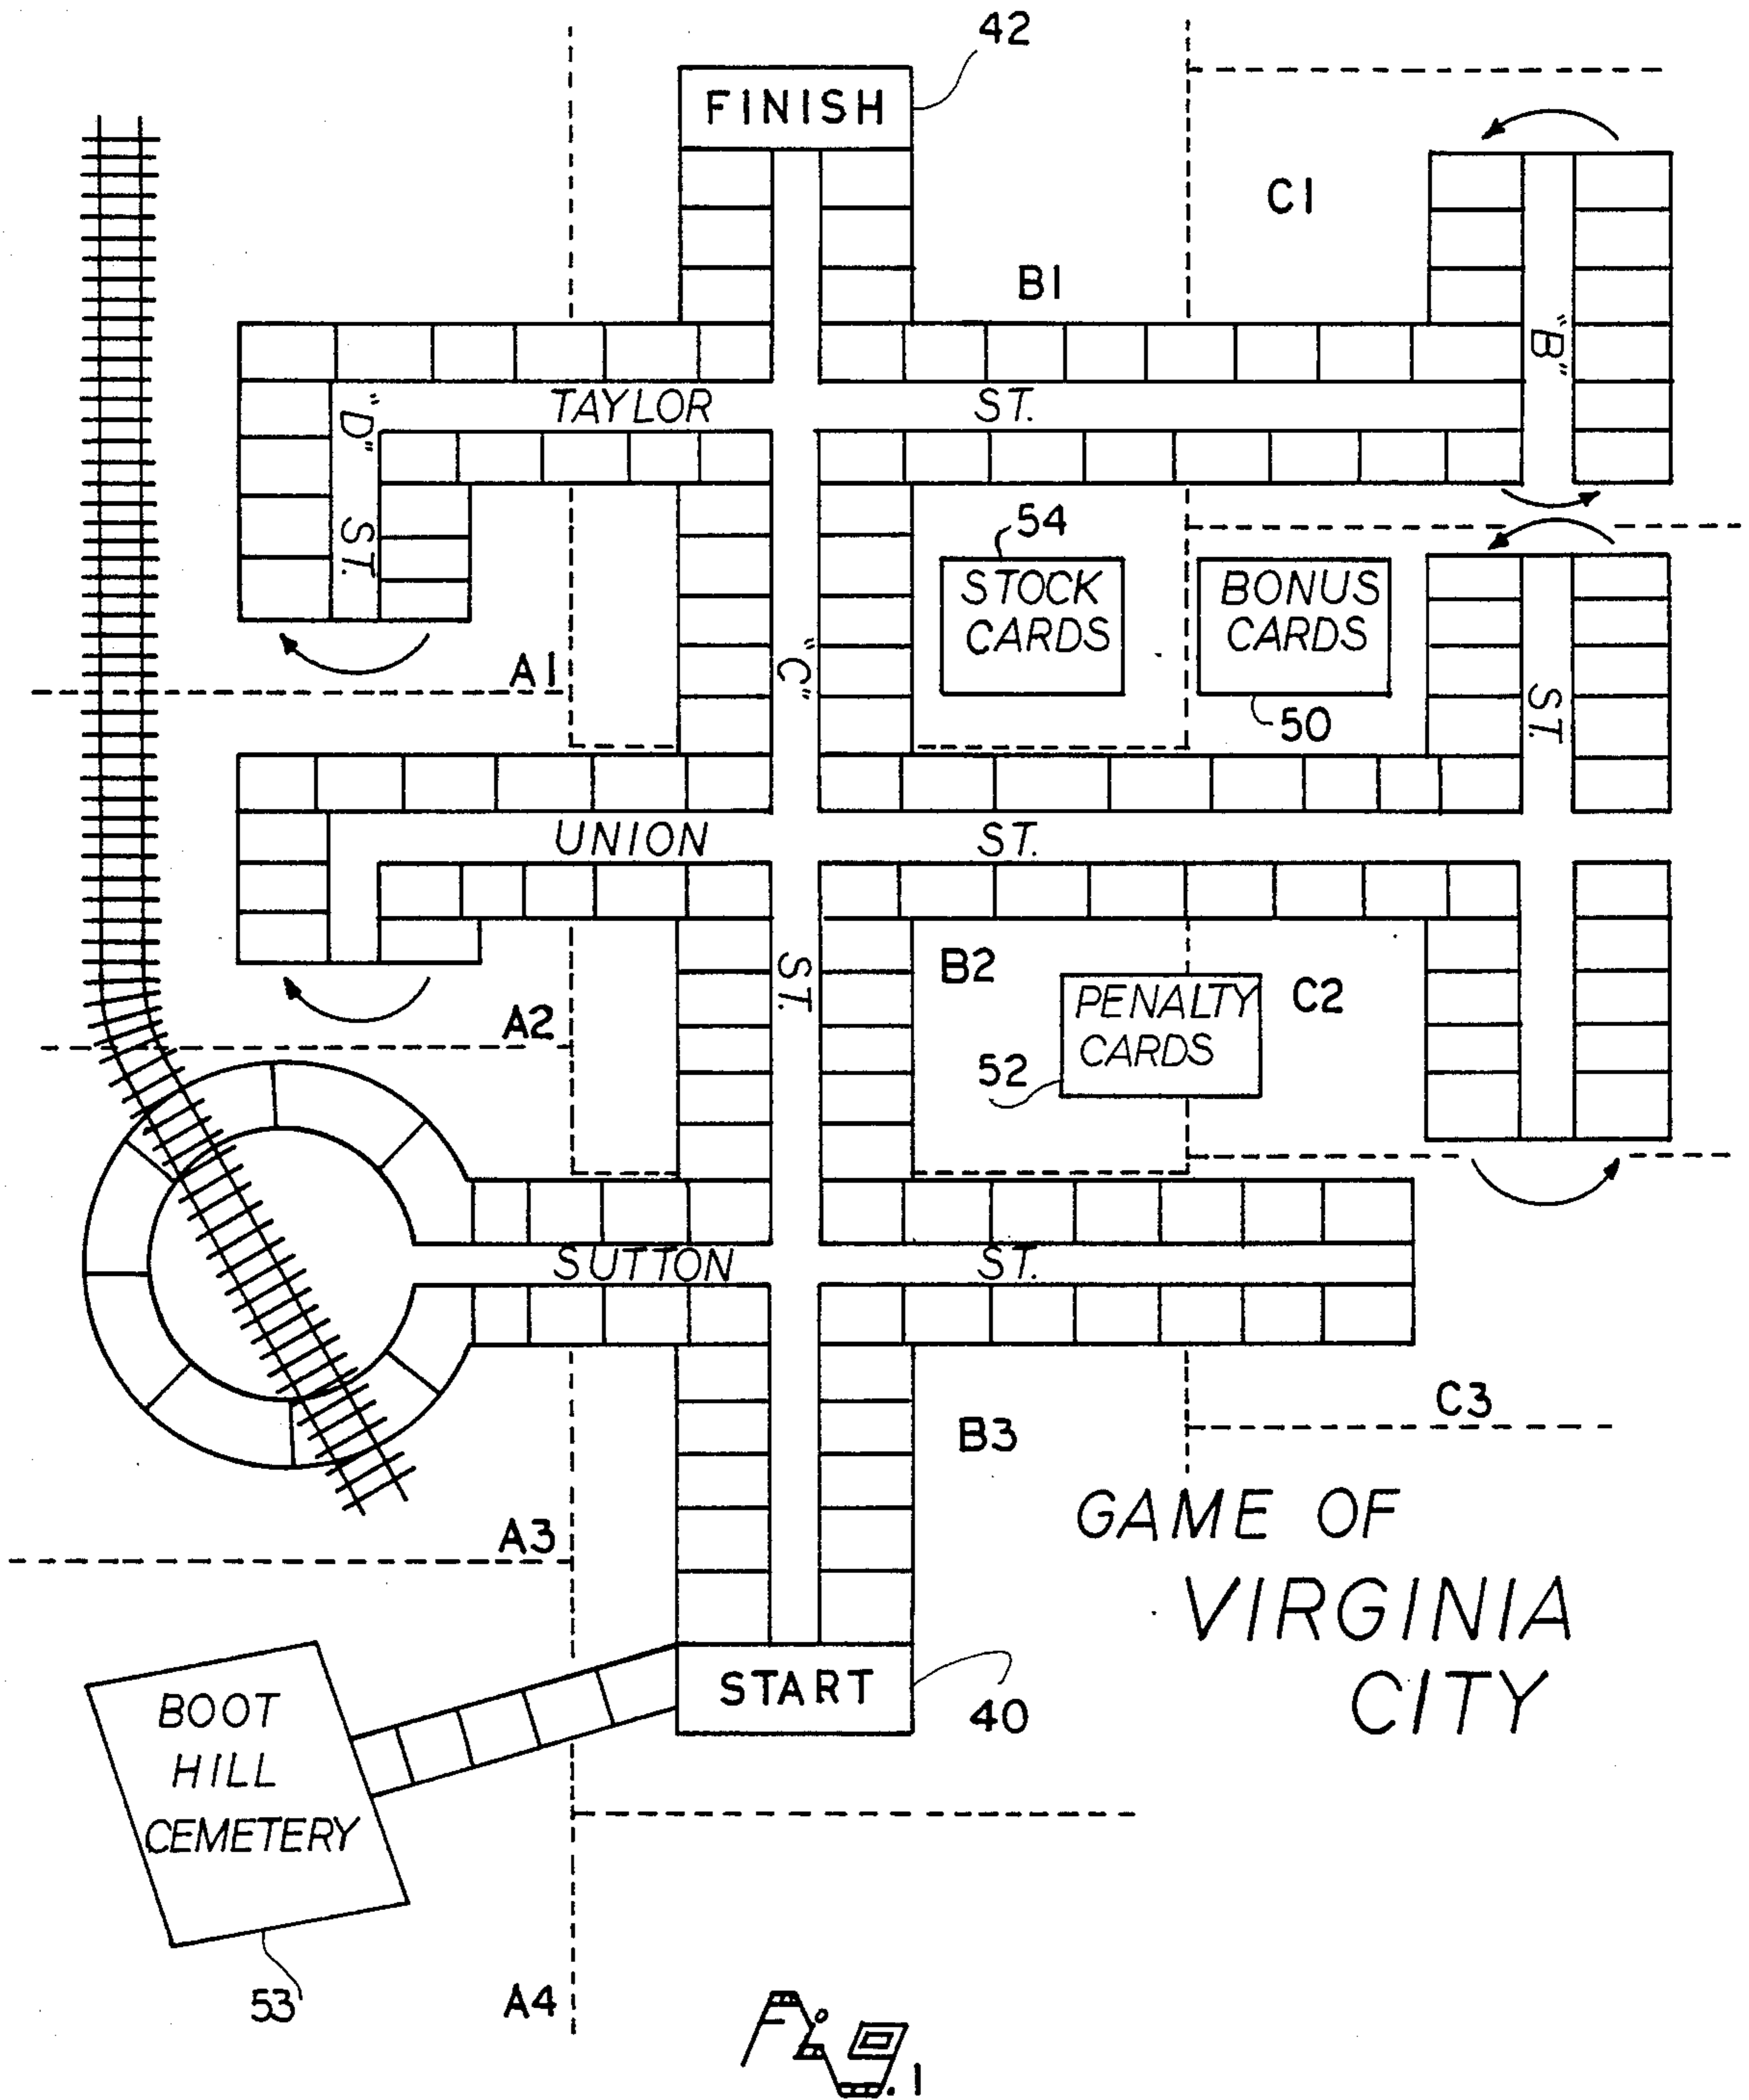 42
FINISH
C1
B1
"B"
TAYLOR ST.
"D"
ST.
54
STOCK
CARDS
BONUS
CARDS
A1
"C"
50
ST.
UNION ST.
B2
ST.
C2
PENALTY
CARDS
A2
52
SUTTON ST.
C3
B3
GAME OF
A3
VIRGINIA
CITY
START
40
BOOT
HILL
CEMETERY
53
A4
Fig. 1